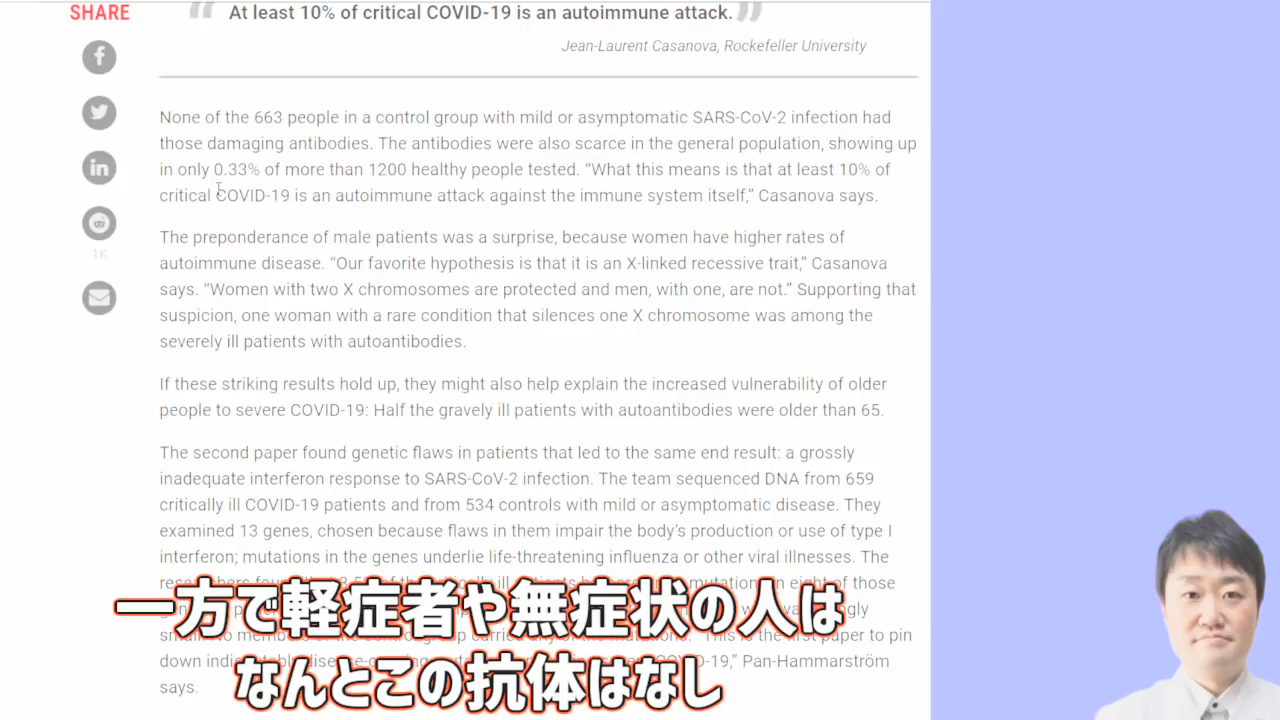 SHARE
“ At least 10% of critical COVID-19 is an autoimmune attack. ”
Jean-Laurent Casanova, Rockefeller University
None of the 663 people in a control group with mild or asymptomatic SARS-CoV-2 infection had
those damaging antibodies. The antibodies were also scarce in the general population, showing up
in only 0.33% of more than 1200 healthy people tested. “What this means is that at least 10% of
critical COVID-19 is an autoimmune attack against the immune system itself,” Casanova says.
1K
The preponderance of male patients was a surprise, because women have higher rates of
autoimmune disease. “Our favorite hypothesis is that it is an X-linked recessive trait,” Casanova
says. “Women with two X chromosomes are protected and men, with one, are not.” Supporting that
suspicion, one woman with a rare condition that silences one X chromosome was among the
severely ill patients with autoantibodies.
If these striking results hold up, they might also help explain the increased vulnerability of older
people to severe COVID-19: Half the gravely ill patients with autoantibodies were older than 65.
The second paper found genetic flaws in patients that led to the same end result: a grossly
inadequate interferon response to SARS-CoV-2 infection. The team sequenced DNA from 659
critically ill COVID-19 patients and from 534 controls with mild or asymptomatic disease. They
examined 13 genes, chosen because flaws in them impair the body’s production or use of type I
interferon; mutations in the genes underlie life-threatening influenza or other viral illnesses. The
in eight of those
paper to pin
down
Pan-Hammarström
says.
一方で軽症者や無症状の人は
なんとこの抗体はなし